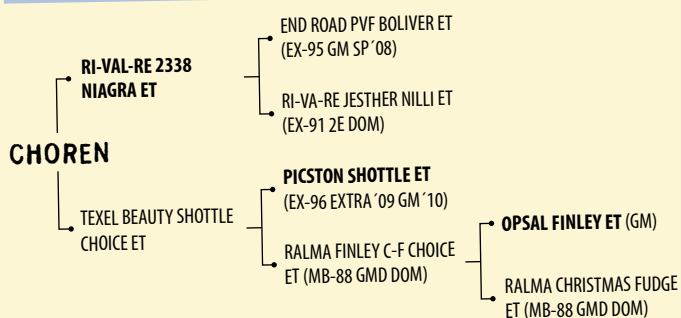 END ROAD PVF BOLIVER ET
(EX-95 GM SP´08)
RI-VAL-RE 2338
NIAGRA ET
RI-VA-RE JESTHER NILLI ET
(EX-91 2E DOM)
CHOREN
PICSTON SHOTTLE ET
(EX-96 EXTRA´09 GM´10)
TEXEL BEAUTY SHOTTLE
CHOICE ET
OPSAL FINLEY ET (GM)
RALMA FINLEY C-F CHOICE
ET (MB-88 GMD DOM)
RALMA CHRISTMAS FUDGE
ET (MB-88 GMD DOM)